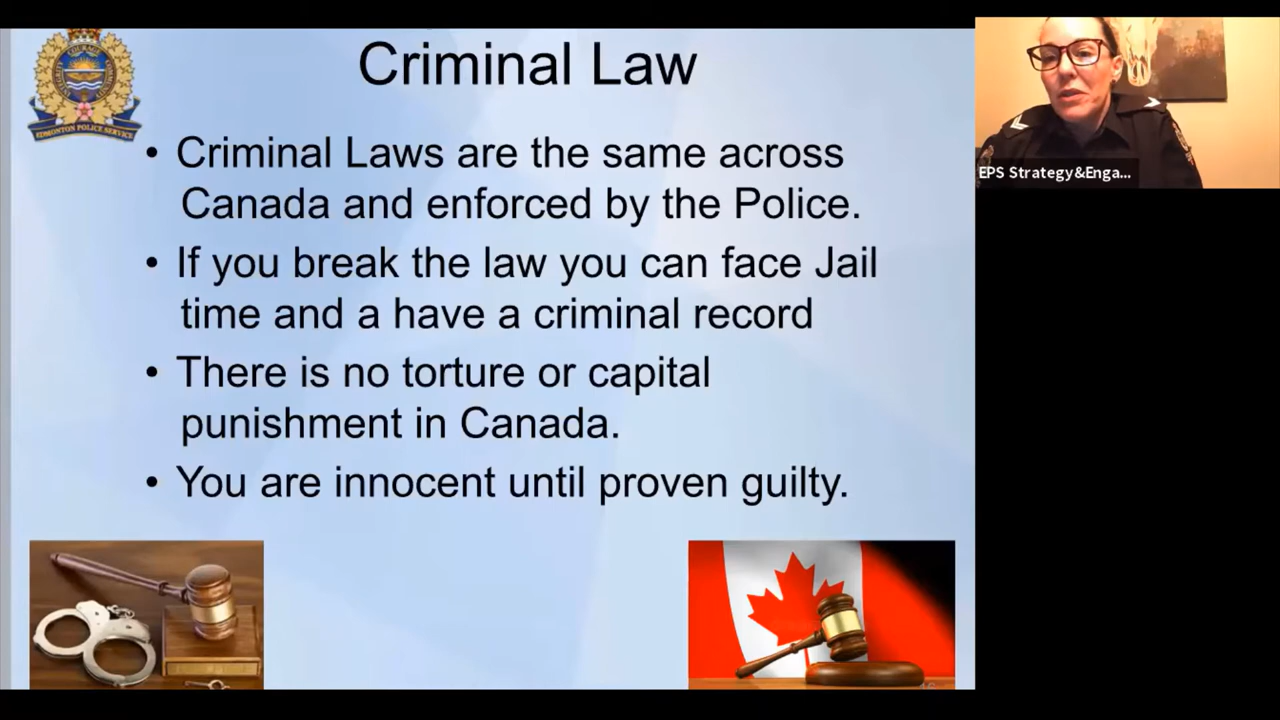 Criminal Law
COURAGE
EDMONTON POLICE SERVICE
• Criminal Laws are the same across
Canada and enforced by the Police.
• If you break the law you can face Jail
time and a have a criminal record
• There is no torture or capital
punishment in Canada.
• You are innocent until proven guilty.
EPS Strategy&Enga...